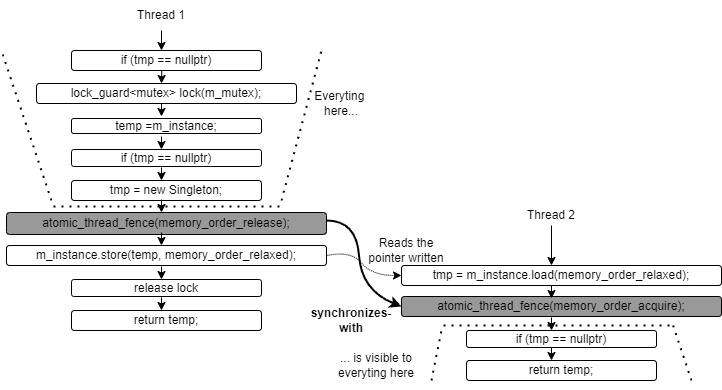 Thread 1
if (tmp == nullptr)
lock_guard<mutex> lock(m_mutex);
Everyting
here...
temp =m_instance;
if (tmp == nullptr)
tmp = new Singleton;
atomic_thread_fence(memory_order_release);
m_instance.store(temp, memory_order_relaxed);
release lock
return temp;
Reads the
pointer written
synchronizes-
with
... is visible to
everyting here
Thread 2
tmp = m_instance.load(memory_order_relaxed);
atomic_thread_fence(memory_order_acquire);
if (tmp == nullptr)
return temp;